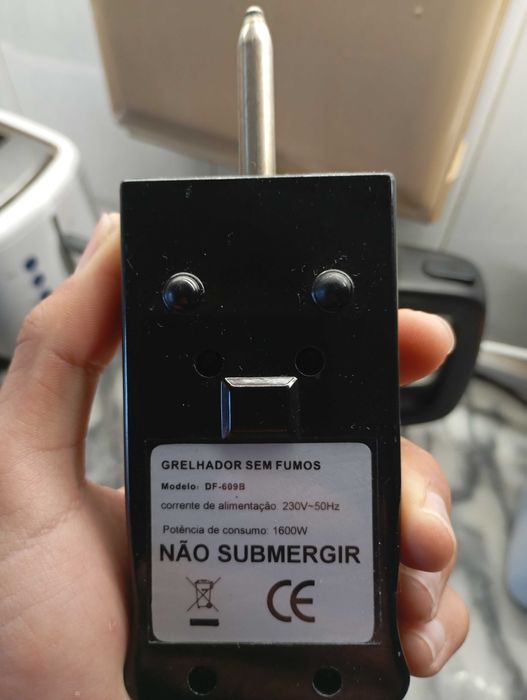 GRELHADOR SEM FUMOS
Modelo: DF-609B
corrente de alimentação: 230V~50Hz
Potência de consumo: 1600W
NÃO SUBMERGIR
CE